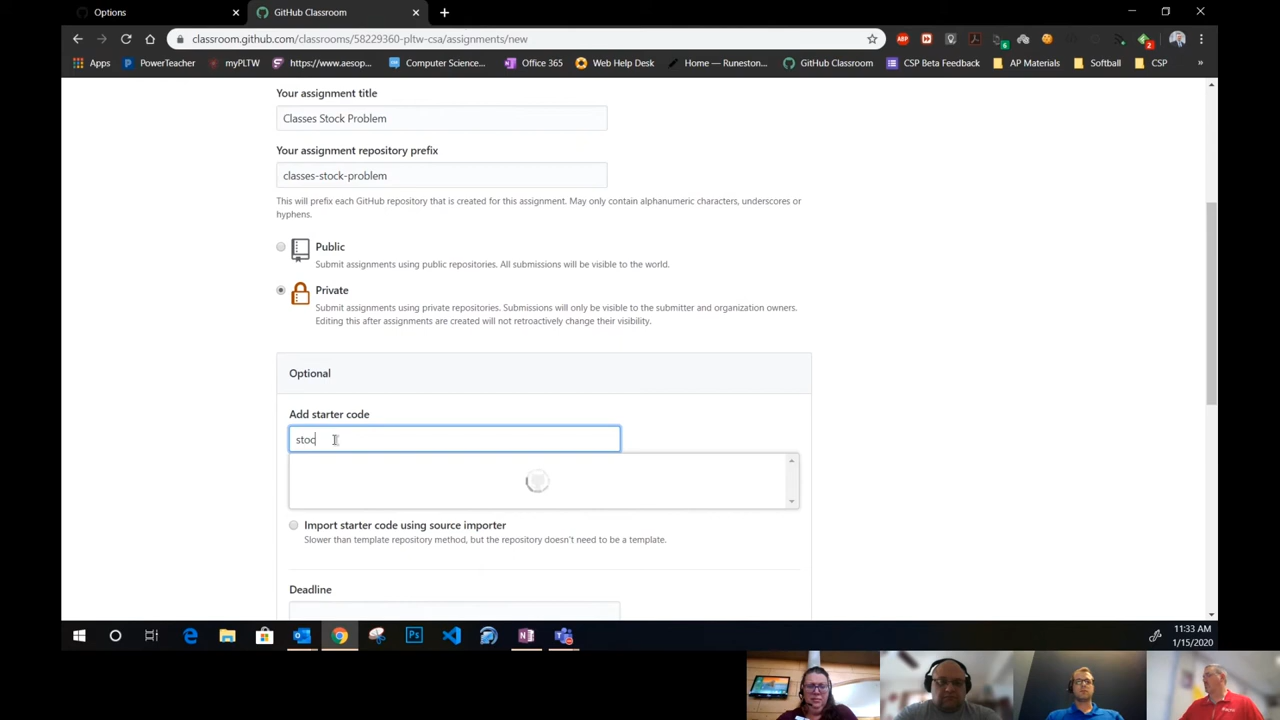 Options
GitHub Classroom
classroom.github.com/classrooms/58229360-pltw-csa/assignments/new
Apps PowerTeacher myPLTW https://www.aesop... Computer Science... Office 365 Web Help Desk Home — Runeston... GitHub Classroom CSP Beta Feedback AP Materials Softball CSP »
Your assignment title
Classes Stock Problem
Your assignment repository prefix
classes-stock-problem
This will prefix each GitHub repository that is created for this assignment. May only contain alphanumeric characters, underscores or
hyphens.
Public
Submit assignments using public repositories. All submissions will be visible to the world.
Private
Submit assignments using private repositories. Submissions will only be visible to the submitter and organization owners.
Editing this after assignments are created will not retroactively change their visibility.
Optional
Add starter code
stoc
Import starter code using source importer
Slower than template repository method, but the repository doesn't need to be a template.
Deadline
11:33 AM
1/15/2020